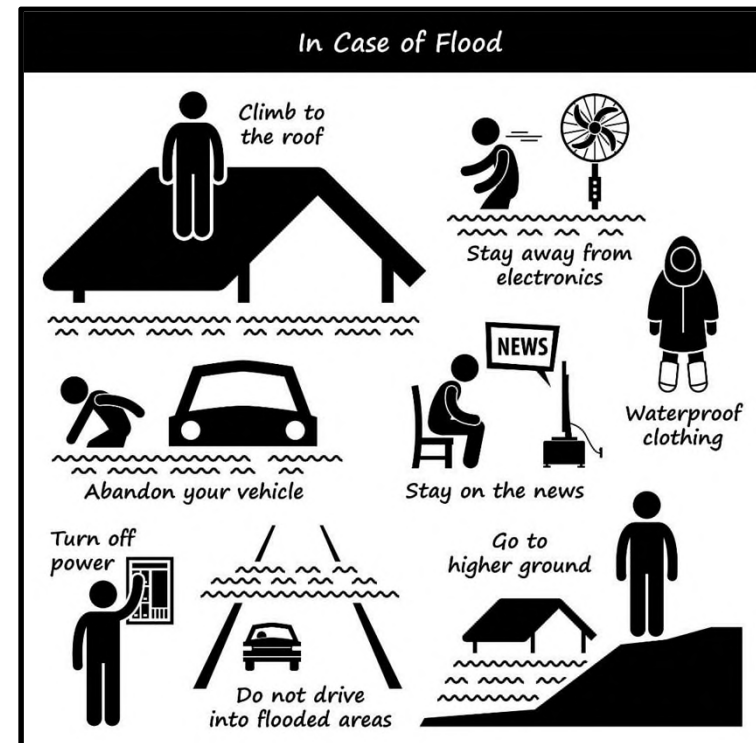 In Case of Flood
Climb to
the roof
Stay away from
electronics
NEWS
Waterproof
clothing
Abandon your vehicle
Stay on the news
Turn off
power
Go to
higher ground
Do not drive
into flooded areas